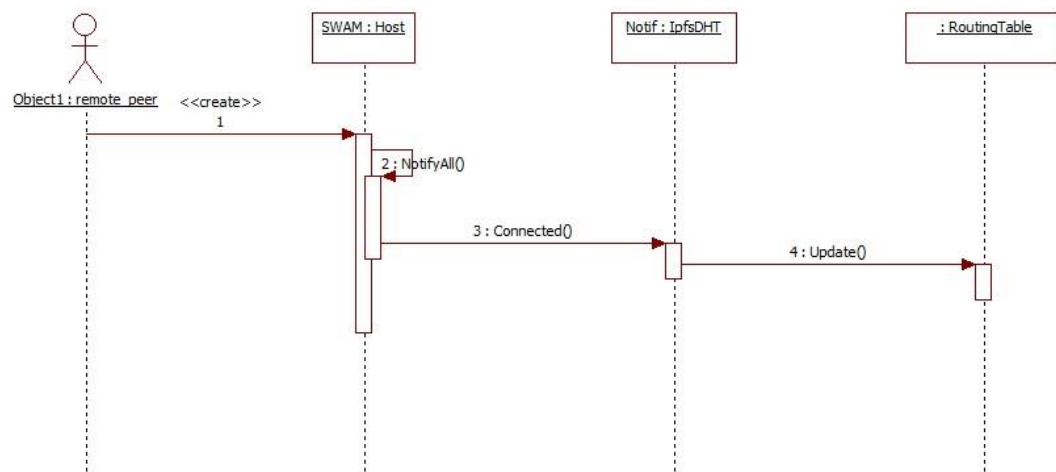 SWAM : Host
Notif : IpfsDHT
: RoutingTable
Object1 : remote_peer
<<create>>
1
2 : NotifyAll()
3 : Connected()
4 : Update()